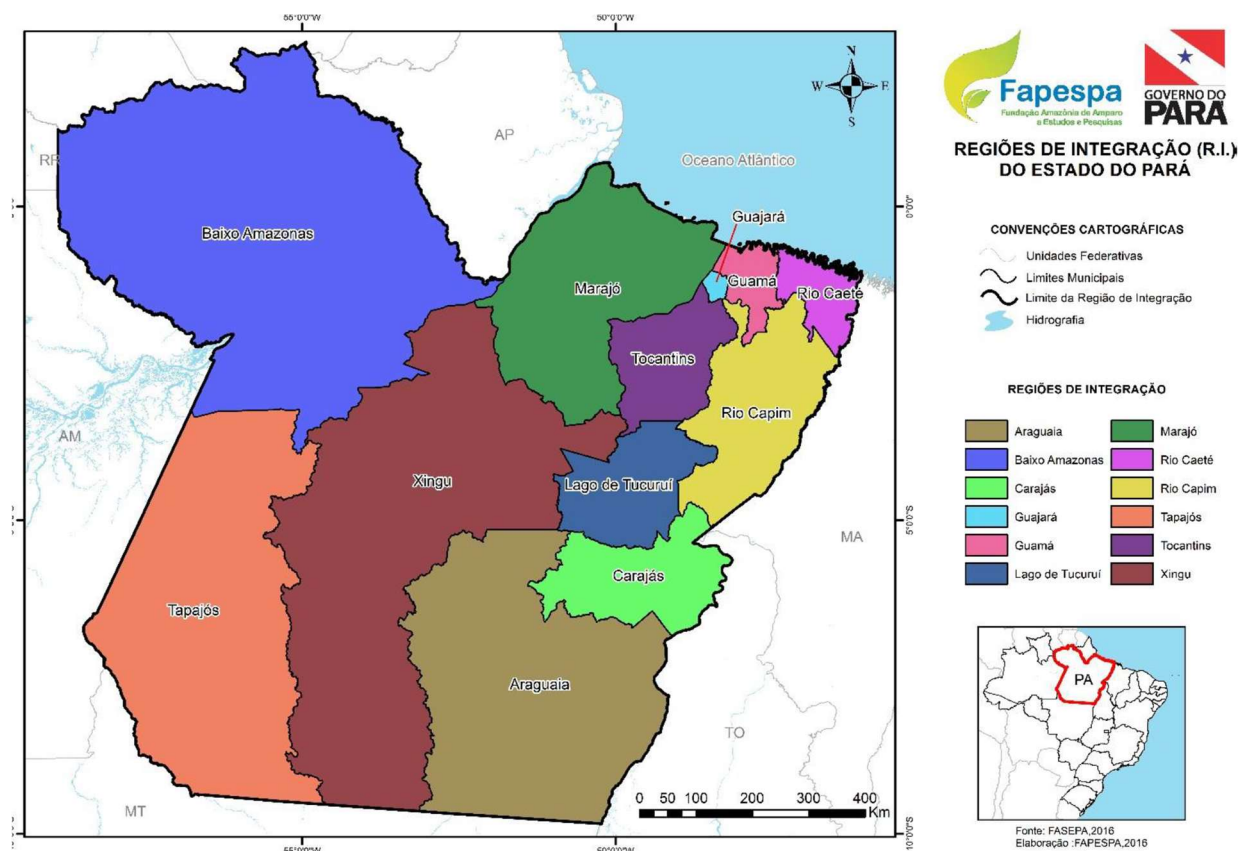 55°0'0"W
50°0'0"W
N
W E
S
RR
AP
Oceano Atlântico
0°0'0"
Baixo Amazonas
Guajará
Marajó
Guamá
Rio Caeté
Tocantins
Rio Capim
AM
Xingu
Lago de Tucuruí
5°0'0"S
MA
Carajás
Tapajós
Araguaia
TO
MT
0 50 100 200 300 400
Km
10°0'0"S
Fapespa
Fundação Amazônia de Amparo
a Estudos e Pesquisas
GOVERNO DO
PARÁ
REGIÕES DE INTEGRAÇÃO (R.I.)
DO ESTADO DO PARÁ
CONVENÇÕES CARTOGRÁFICAS
Unidades Federativas
Limites Municipais
Limite da Região de Integração
Hidrografia
REGIÕES DE INTEGRAÇÃO
Araguaia
Baixo Amazonas
Carajás
Guajará
Guamá
Lago de Tucuruí
Marajó
Rio Caeté
Rio Capim
Tapajós
Tocantins
Xingu
PA
Fonte: FASEPA,2016
Elaboração :FAPESPA,2016